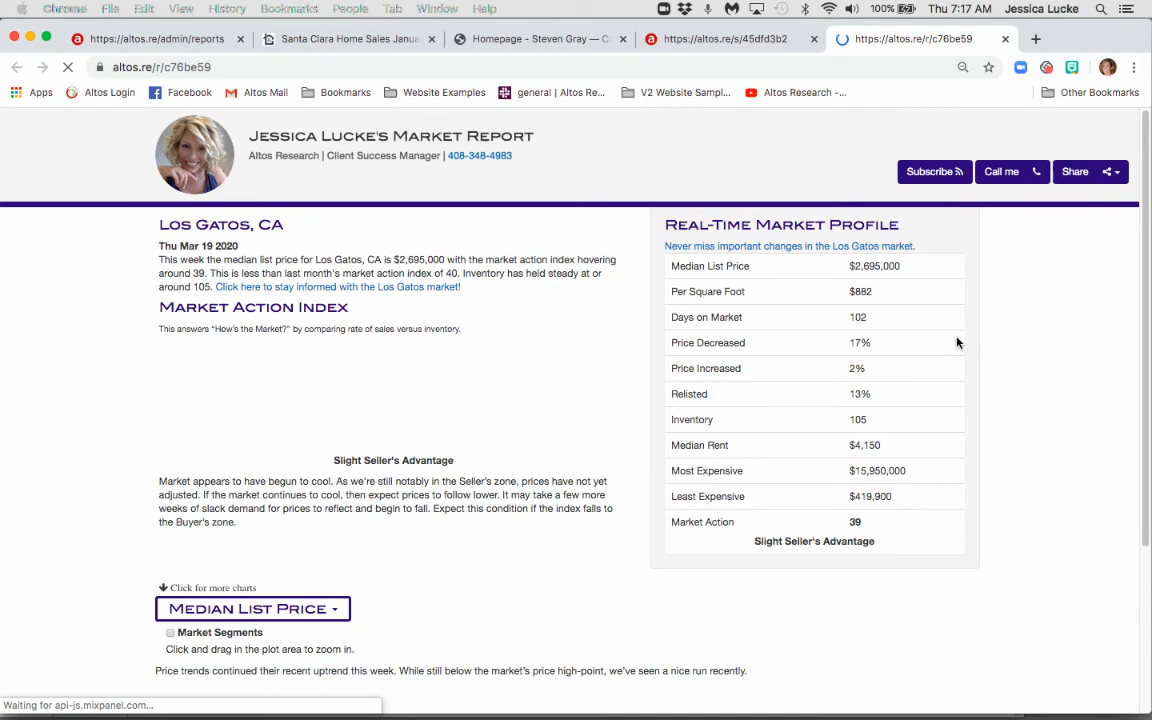 Chrome File Edit View History Bookmarks People Tab Window Help 100% Thu 7:17 AM Jessica Lucke
https://altos.re/admin/reports Santa Clara Home Sales Janua Homepage - Steven Gray — C https://altos.re/s/45dfd3b2 https://altos.re/r/c76be59
altos.re/r/c76be59
Apps Altos Login Facebook Altos Mail Bookmarks Website Examples general | Altos Re... V2 Website Sampl... Altos Research -... Other Bookmarks
Jessica Lucke's Market Report
Altos Research | Client Success Manager | 408-348-4983
Subscribe Call me Share
Los Gatos, CA
Thu Mar 19 2020
This week the median list price for Los Gatos, CA is $2,695,000 with the market action index hovering
around 39. This is less than last month's market action index of 40. Inventory has held steady at or
around 105. Click here to stay informed with the Los Gatos market!
Market Action Index
This answers “How's the Market?” by comparing rate of sales versus inventory.
Slight Seller's Advantage
Market appears to have begun to cool. As we're still notably in the Seller's zone, prices have not yet
adjusted. If the market continues to cool, then expect prices to follow lower. It may take a few more
weeks of slack demand for prices to reflect and begin to fall. Expect this condition if the index falls to
the Buyer's zone.
Real-Time Market Profile
Never miss important changes in the Los Gatos market.
Median List Price $2,695,000
Per Square Foot $882
Days on Market 102
Price Decreased 17%
Price Increased 2%
Relisted 13%
Inventory 105
Median Rent $4,150
Most Expensive $15,950,000
Least Expensive $419,900
Market Action 39
Slight Seller's Advantage
Click for more charts
Median List Price
Market Segments
Click and drag in the plot area to zoom in.
Price trends continued their recent uptrend this week. While still below the market's price high-point, we've seen a nice run recently.
Waiting for api-js.mixpanel.com...